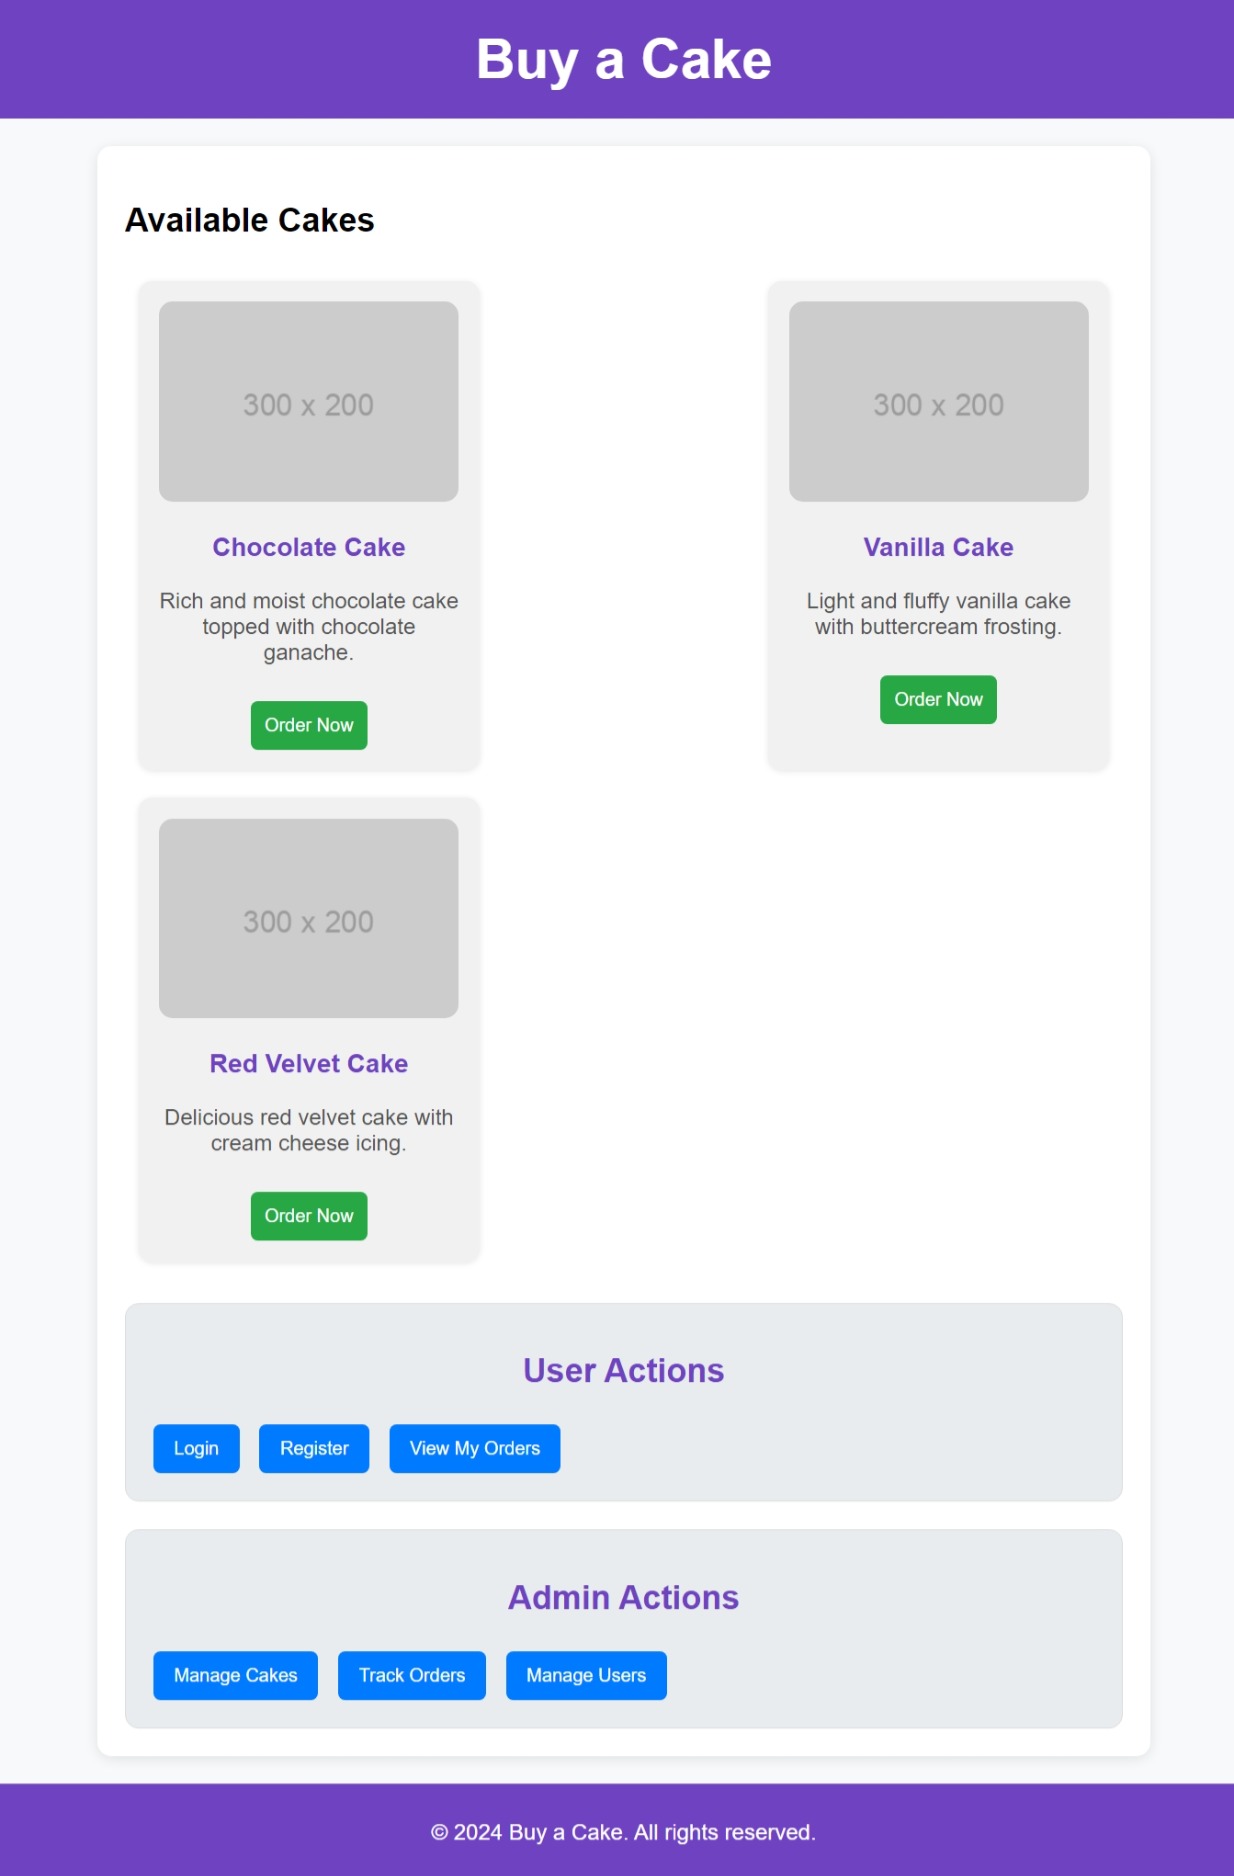 Buy a Cake
Available Cakes
300 x 200
Chocolate Cake
Rich and moist chocolate cake
topped with chocolate
ganache.
Order Now
300 x 200
Vanilla Cake
Light and fluffy vanilla cake
with buttercream frosting.
Order Now
300 x 200
Red Velvet Cake
Delicious red velvet cake with
cream cheese icing.
Order Now
User Actions
Login Register View My Orders
Admin Actions
Manage Cakes Track Orders Manage Users
© 2024 Buy a Cake. All rights reserved.